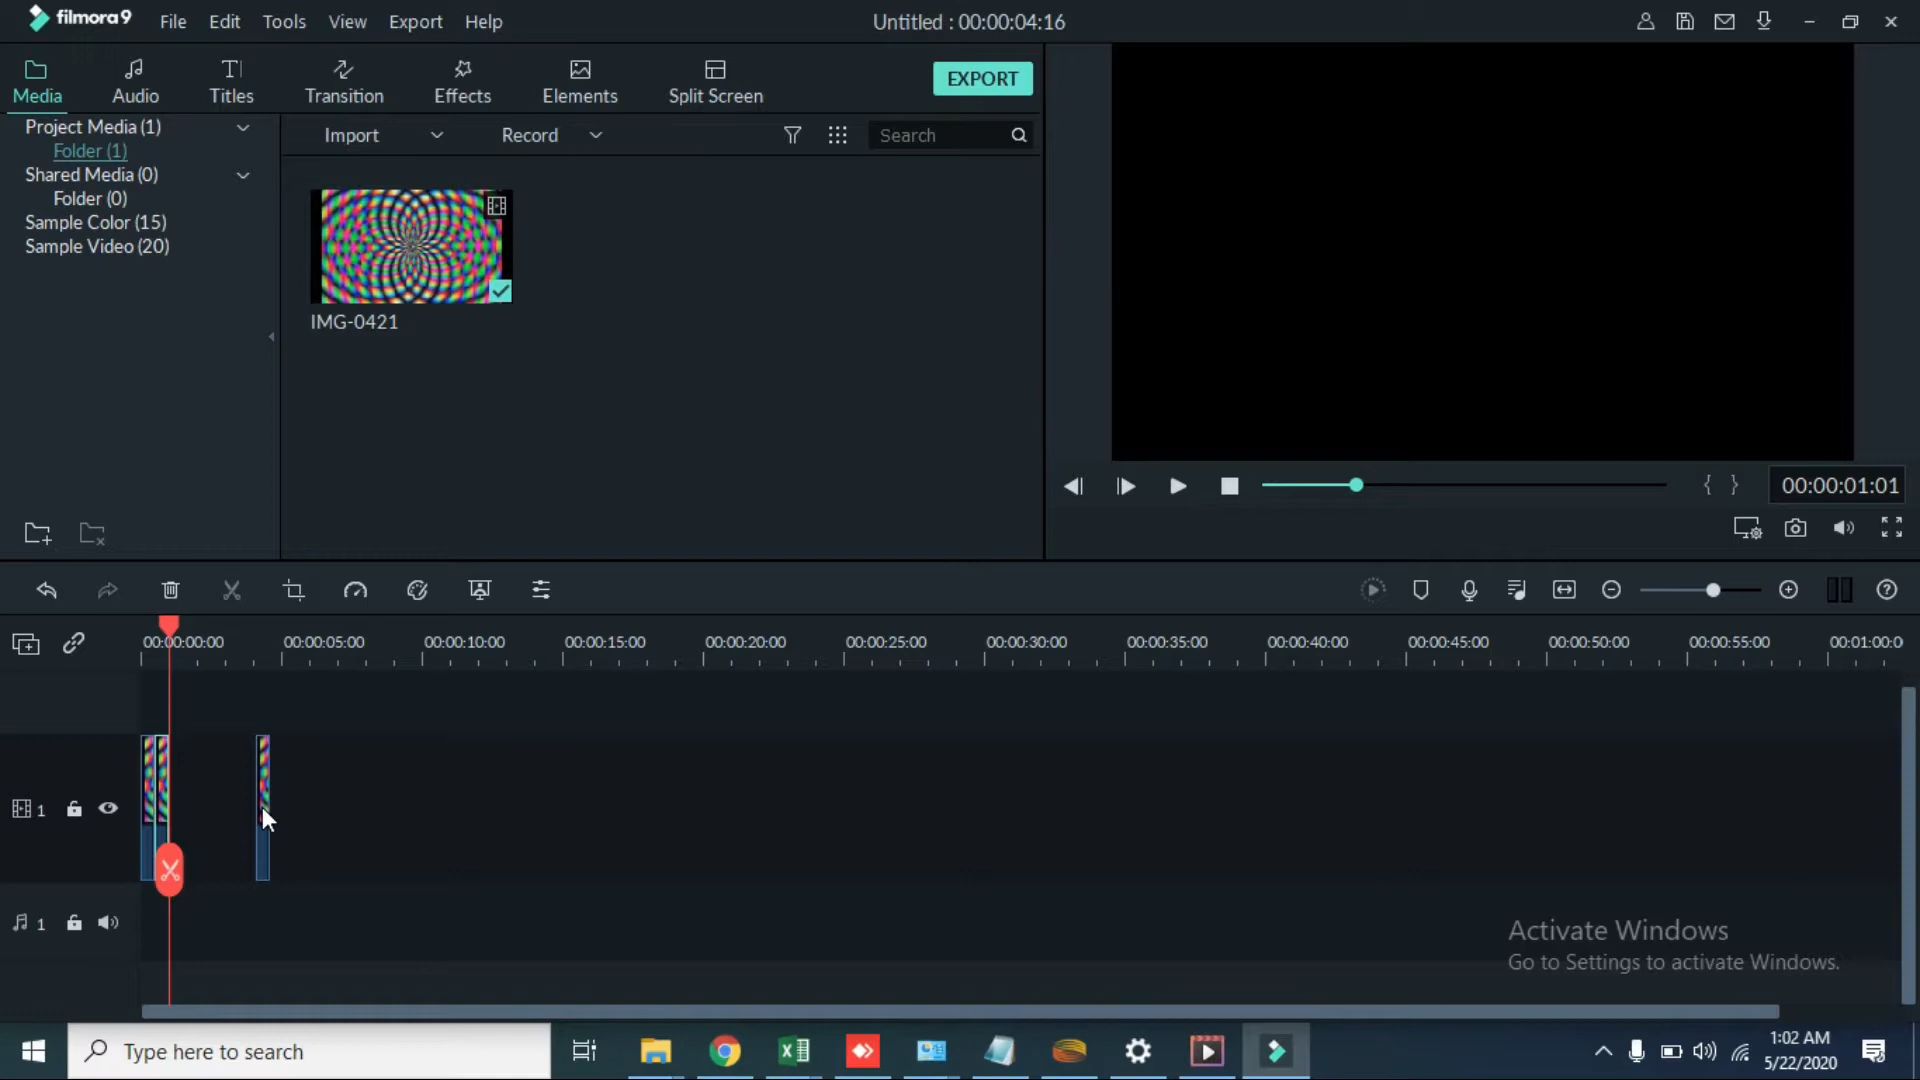 filmora9 File Edit Tools View Export Help Untitled : 00:00:04:16
Media Audio Titles Transition Effects Elements Split Screen EXPORT
Project Media (1)
Folder (1)
Shared Media (0)
Folder (0)
Sample Color (15)
Sample Video (20)
Import Record Search
IMG-0421
00:00:01:01
00:00:00:00 00:00:05:00 00:00:10:00 00:00:15:00 00:00:20:00 00:00:25:00 00:00:30:00 00:00:35:00 00:00:40:00 00:00:45:00 00:00:50:00 00:00:55:00 00:01:00:0
1
1
Activate Windows
Go to Settings to activate Windows.
Type here to search
1:02 AM
5/22/2020